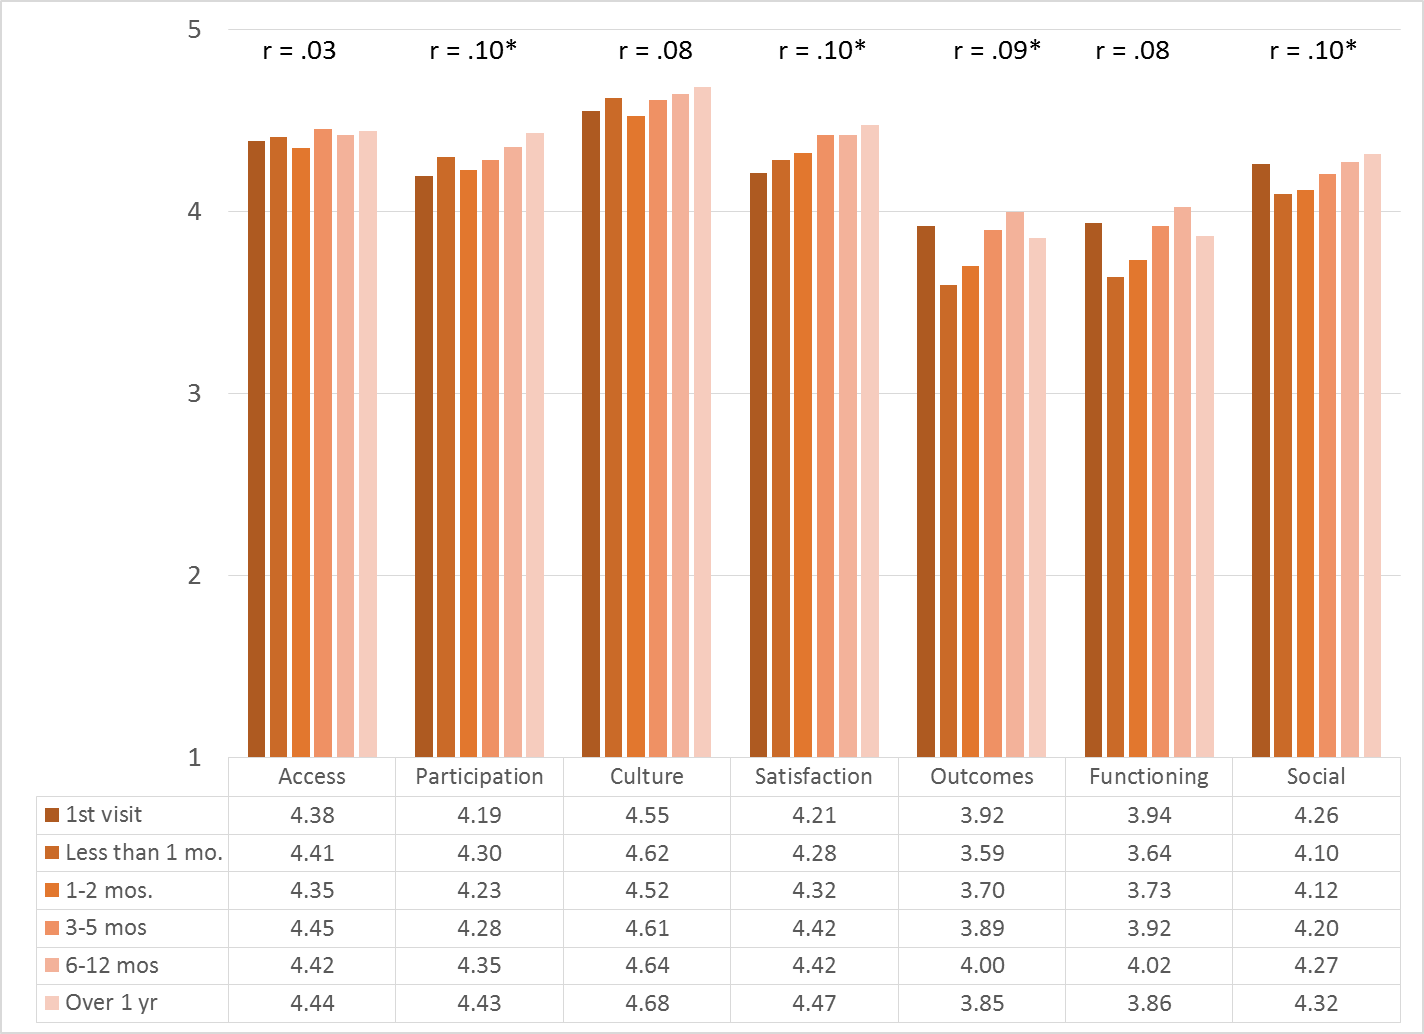 5
r = .03 r = .10* r = .08 r = .10* r = .09* r = .08 r = .10*
4
3
2
1
Access Participation Culture Satisfaction Outcomes Functioning Social
1st visit 4.38 4.19 4.55 4.21 3.92 3.94 4.26
Less than 1 mo. 4.41 4.30 4.62 4.28 3.59 3.64 4.10
1-2 mos. 4.35 4.23 4.52 4.32 3.70 3.73 4.12
3-5 mos 4.45 4.28 4.61 4.42 3.89 3.92 4.20
6-12 mos 4.42 4.35 4.64 4.42 4.00 4.02 4.27
Over 1 yr 4.44 4.43 4.68 4.47 3.85 3.86 4.32